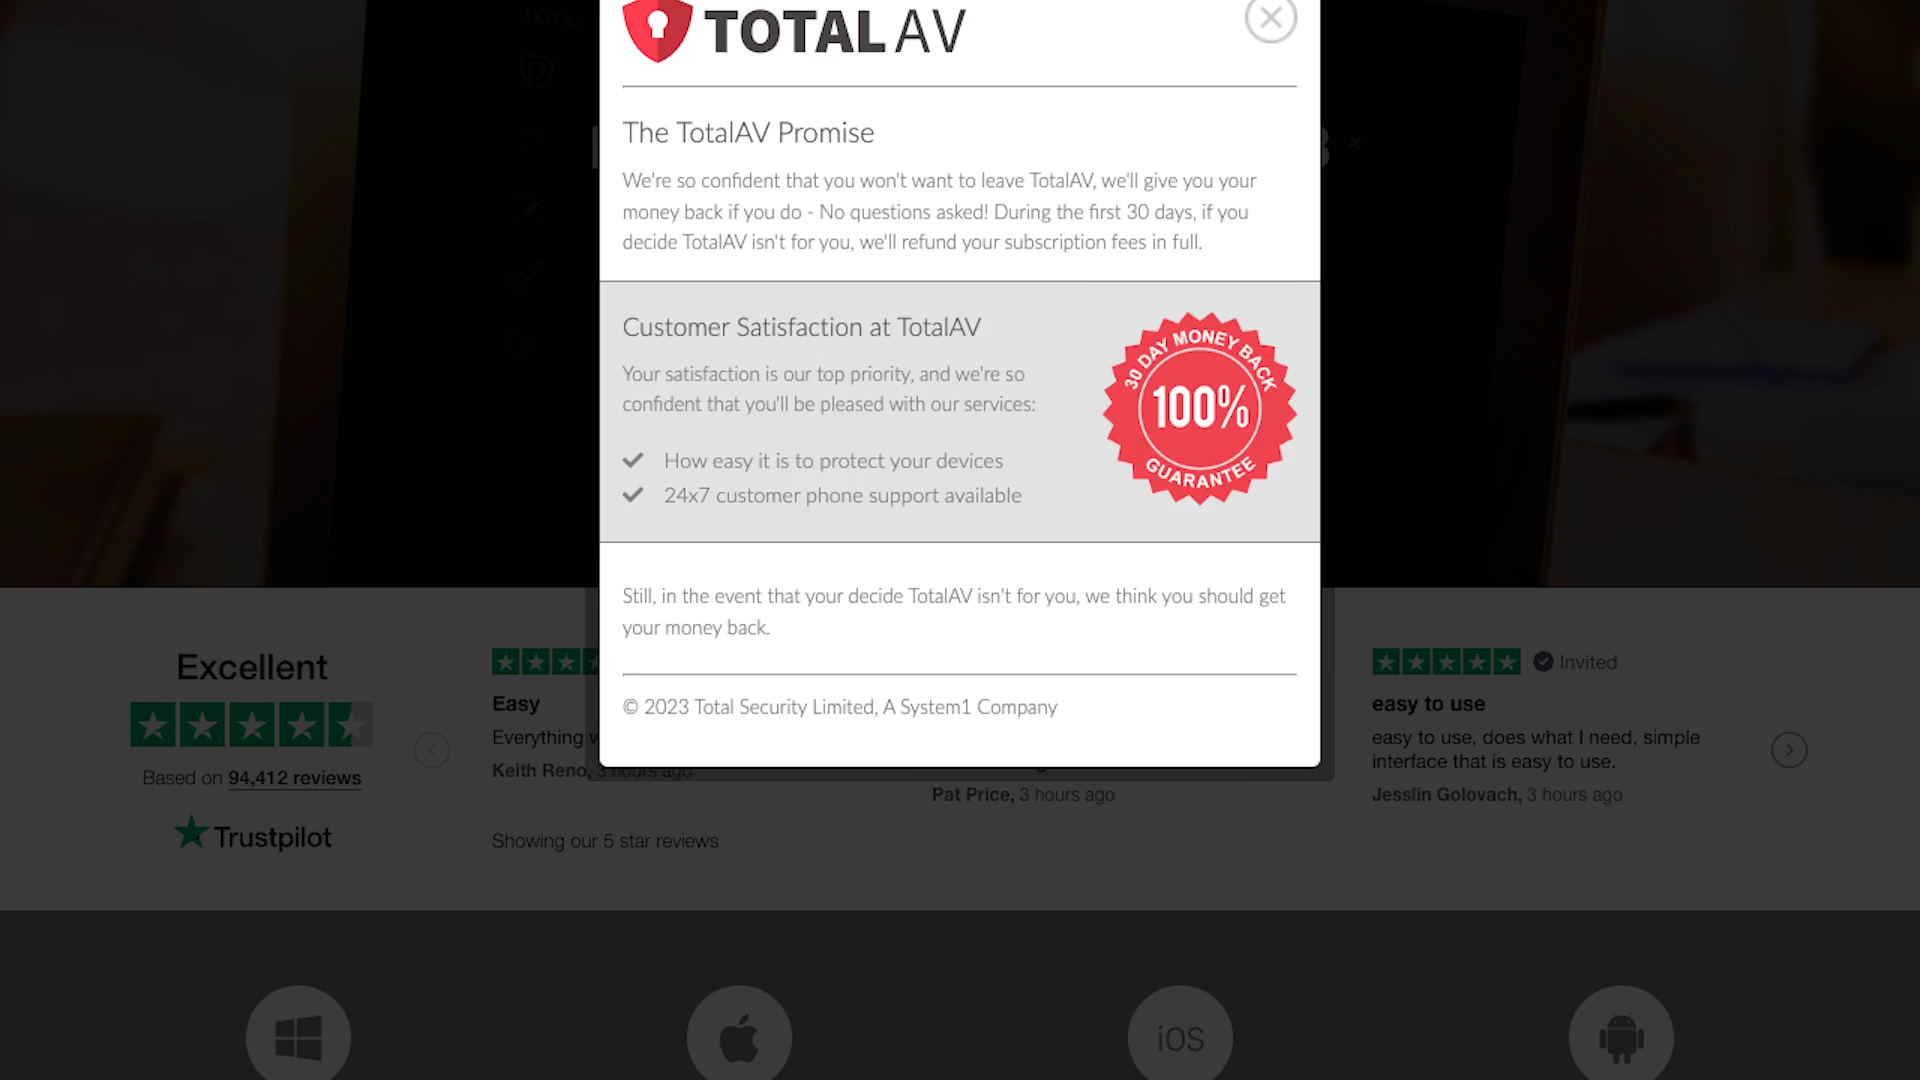 TOTAL AV
The TotalAV Promise
We're so confident that you won't want to leave TotalAV, we'll give you your
money back if you do - No questions asked! During the first 30 days, if you
decide TotalAV isn't for you, we'll refund your subscription fees in full.
Customer Satisfaction at TotalAV
Your satisfaction is our top priority, and we're so
confident that you'll be pleased with our services:
How easy it is to protect your devices
24x7 customer phone support available
30 DAY MONEY BACK
100%
GUARANTEE
Still, in the event that your decide TotalAV isn't for you, we think you should get
your money back.
© 2023 Total Security Limited, A System1 Company
TOTAL
Excellent
Based on 94,412 reviews
Trustpilot
Easy
Everything
Keith Reno, 3 hours ago
Showing our 5 star reviews
Pat Price, 3 hours ago
Invited
easy to use
easy to use, does what I need, simple
interface that is easy to use.
Jesslin Golovach, 3 hours ago
iOS